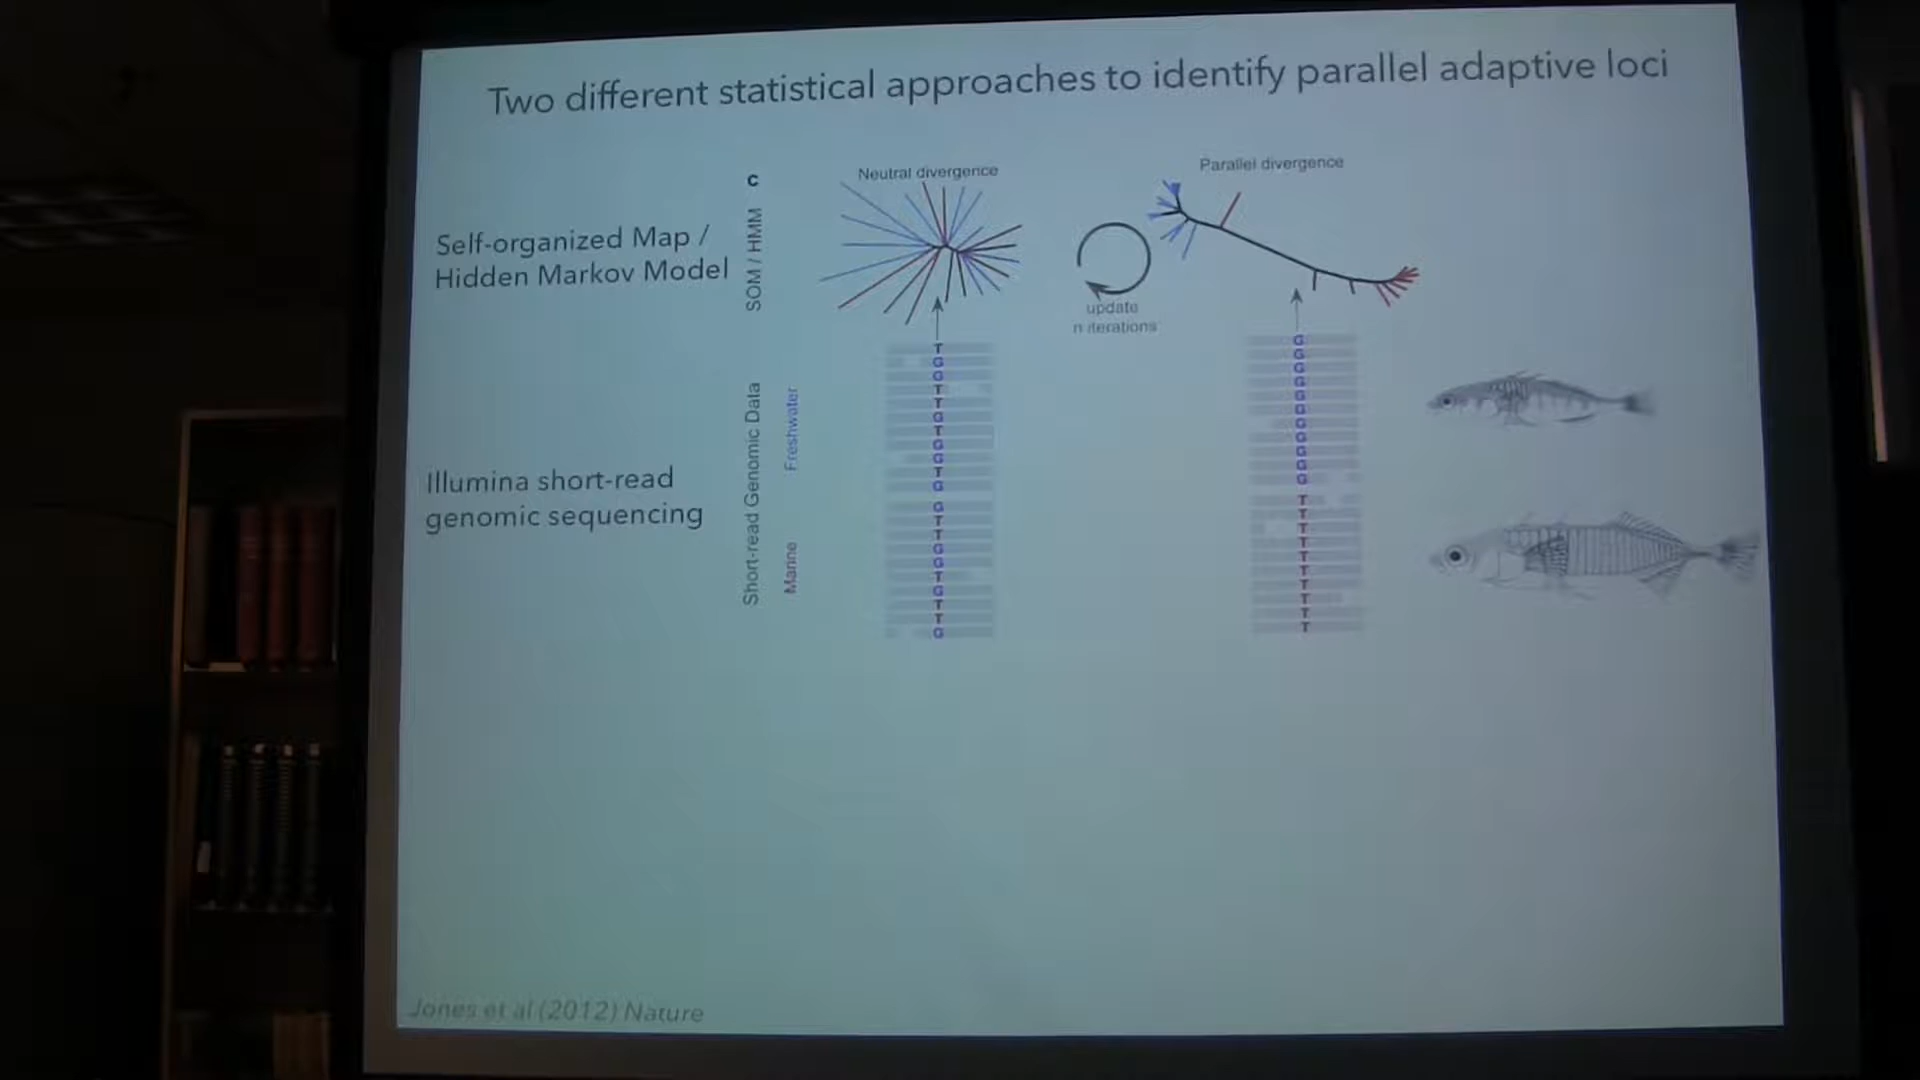 Two different statistical approaches to identify parallel adaptive loci
C
Neutral divergence
Parallel divergence
Self-organized Map /
Hidden Markov Model
SOM / HMM
update
n iterations
Illumina short-read
genomic sequencing
Short-read Genomic Data
Freshwater
Marine
T
G
G
T
T
G
T
G
G
T
G
G
T
T
G
G
T
G
T
T
G
G
G
G
G
G
G
G
G
G
G
G
T
T
T
T
T
T
T
T
T
T
Jones et al (2012) Nature